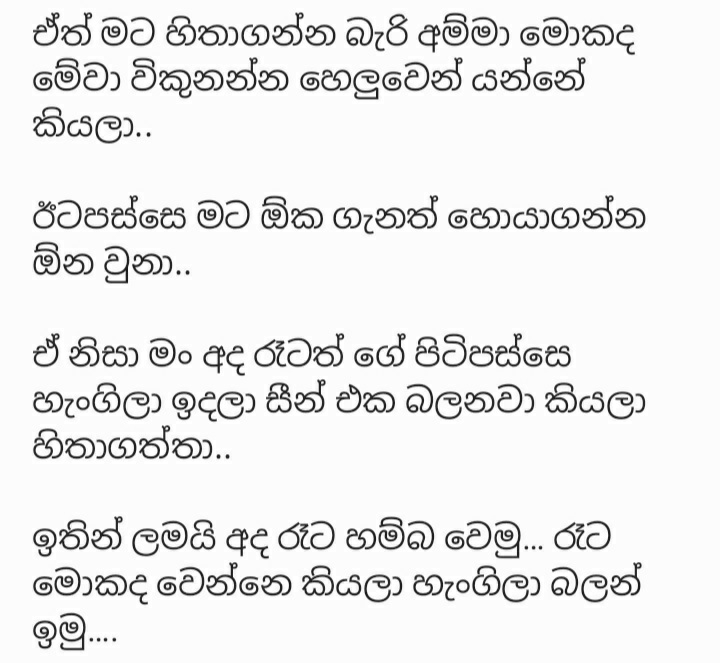 ඒත් මට හිතාගන්න බැරි අම්මා මොකද
මේවා විකුනන්න හෙලුවෙන් යන්නේ
කියලා..
ඊටපස්සෙ මට ඕක ගැනත් හොයාගන්න
ඕන වුනා..
ඒ නිසා මං අද රෑටත් ගේ පිටිපස්සෙ
හැංගිලා ඉදලා සීන් එක බලනවා කියලා
හිතාගත්තා..
ඉතින් ලමයි අද රෑට හම්බ වෙමු... රෑට
මොකද වෙන්නෙ කියලා හැංගිලා බලන්
ඉමු....